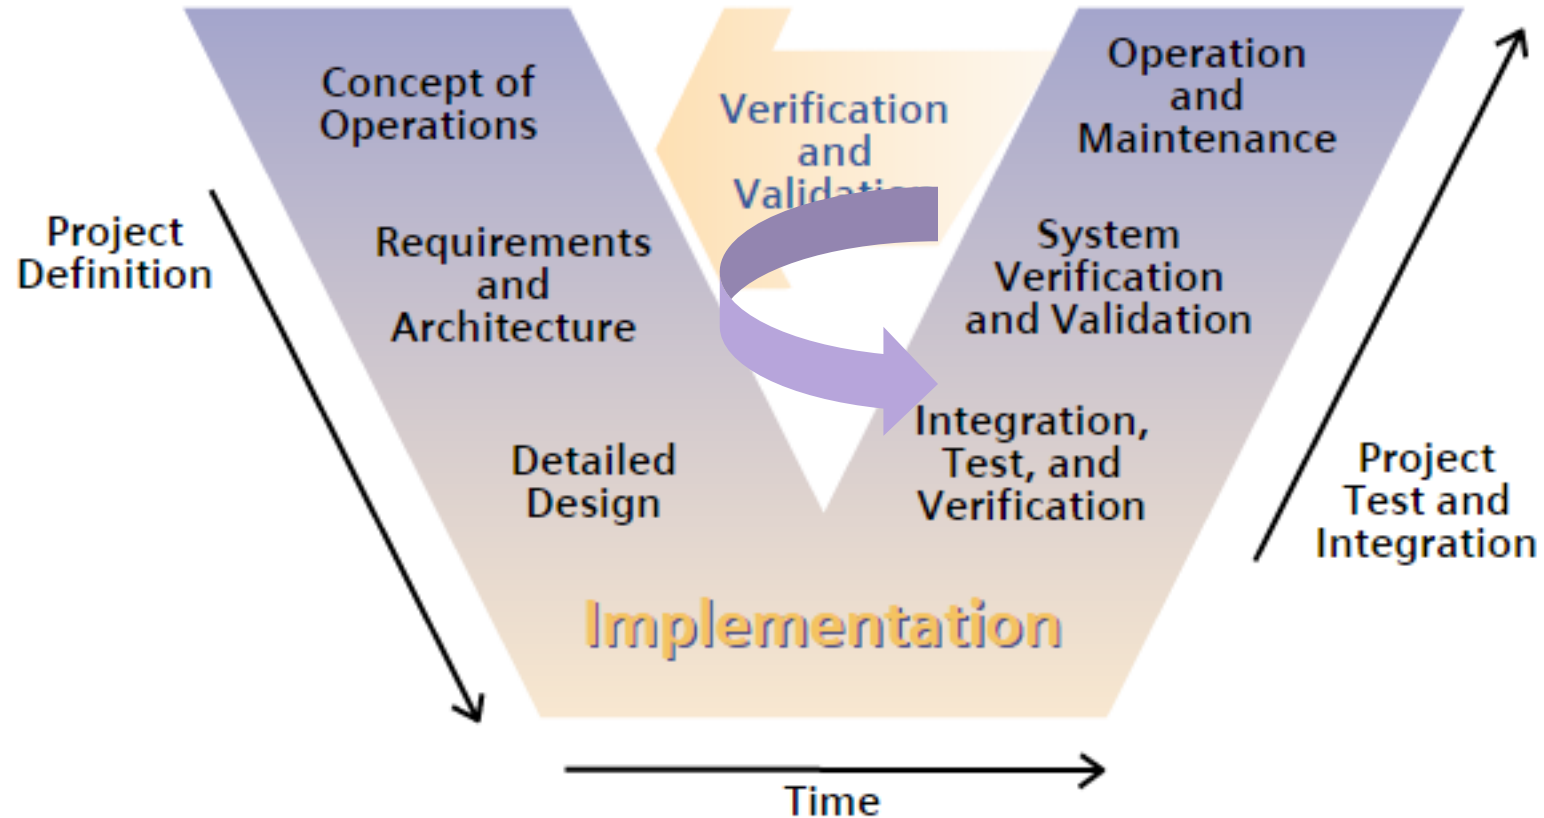 Concept of
Operations
Verification
and
Validation
Operation
and
Maintenance
Project
Definition
Requirements
and
Architecture
System
Verification
and Validation
Detailed
Design
Integration,
Test, and
Verification
Project
Test and
Integration
Implementation
Time